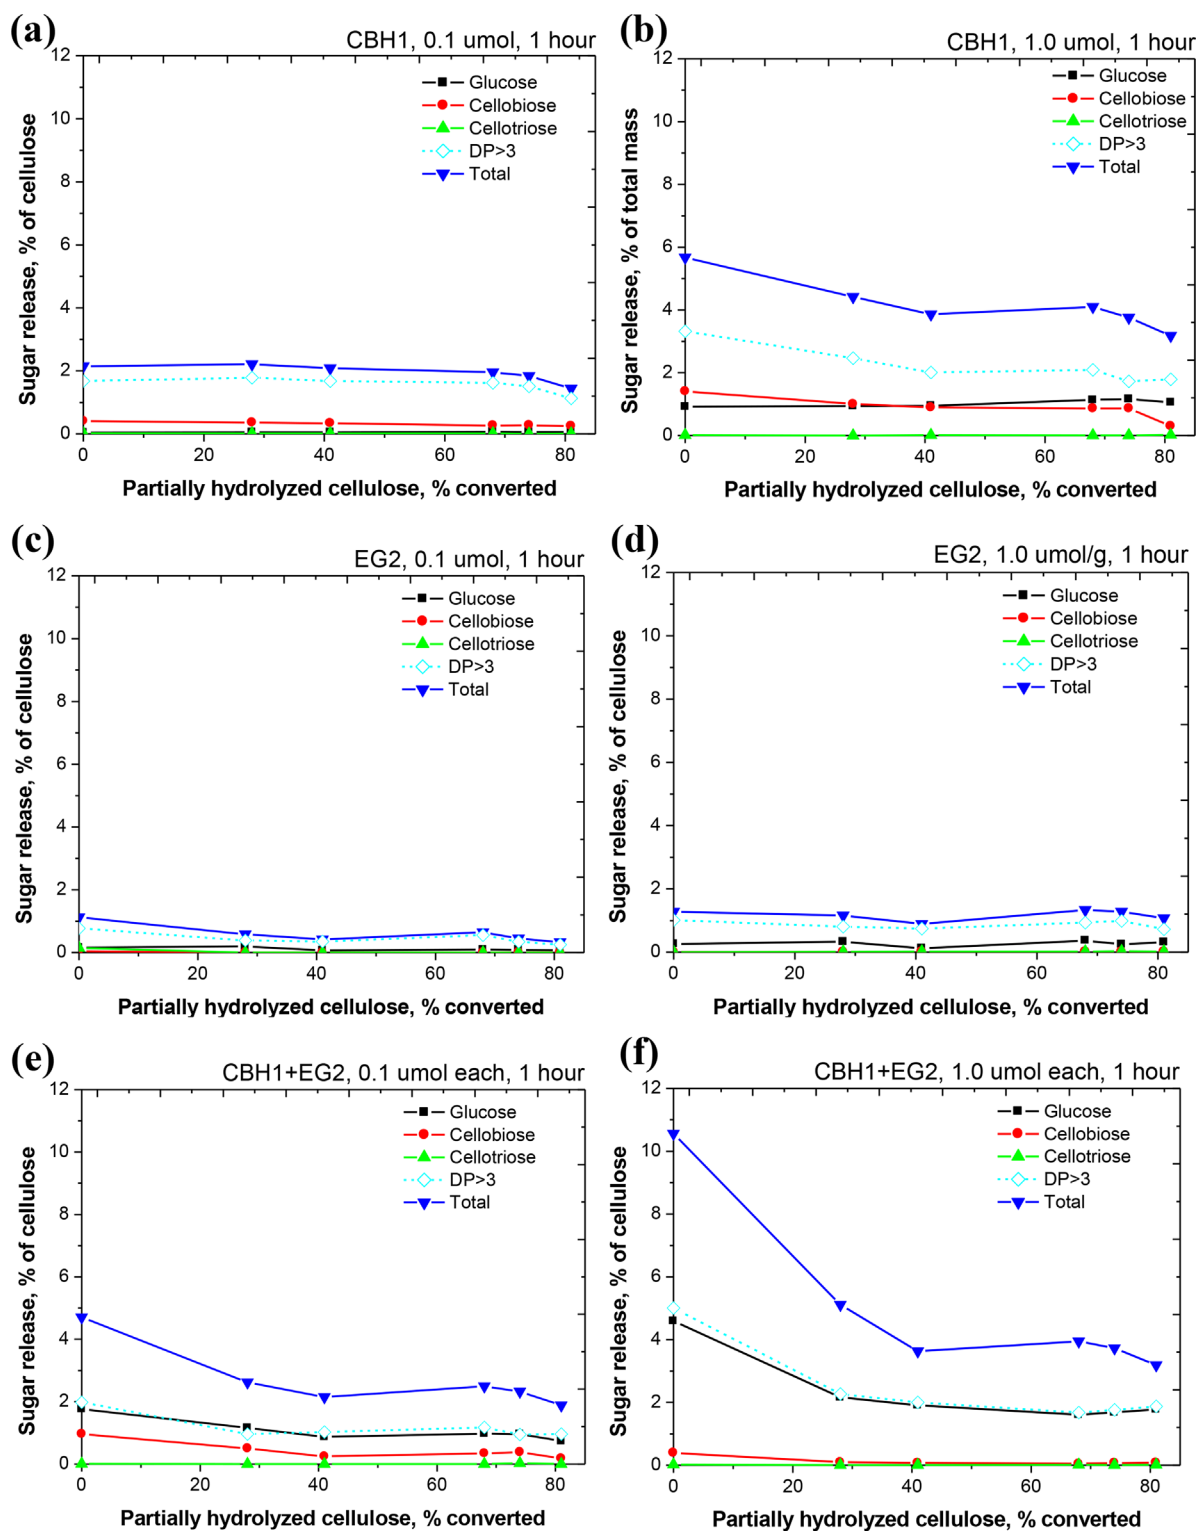 (a)
CBH1, 0.1 umol, 1 hour
12
10
8
6
4
2
0
Sugar release, % of cellulose
Glucose
Cellobiose
Cellotriose
DP>3
Total
0 20 40 60 80
Partially hydrolyzed cellulose, % converted
(b)
CBH1, 1.0 umol, 1 hour
12
10
8
6
4
2
0
Sugar release, % of total mass
Glucose
Cellobiose
Cellotriose
DP>3
Total
0 20 40 60 80
Partially hydrolyzed cellulose, % converted
(c)
EG2, 0.1 umol, 1 hour
12
10
8
6
4
2
0
Sugar release, % of cellulose
Glucose
Cellobiose
Cellotriose
DP>3
Total
0 20 40 60 80
Partially hydrolyzed cellulose, % converted
(d)
EG2, 1.0 umol/g, 1 hour
12
10
8
6
4
2
0
Sugar release, % of cellulose
Glucose
Cellobiose
Cellotriose
DP>3
Total
0 20 40 60 80
Partially hydrolyzed cellulose, % converted
(e)
CBH1+EG2, 0.1 umol each, 1 hour
12
10
8
6
4
2
0
Sugar release, % of cellulose
Glucose
Cellobiose
Cellotriose
DP>3
Total
0 20 40 60 80
Partially hydrolyzed cellulose, % converted
(f)
CBH1+EG2, 1.0 umol each, 1 hour
12
10
8
6
4
2
0
Sugar release, % of cellulose
Glucose
Cellobiose
Cellotriose
DP>3
Total
0 20 40 60 80
Partially hydrolyzed cellulose, % converted